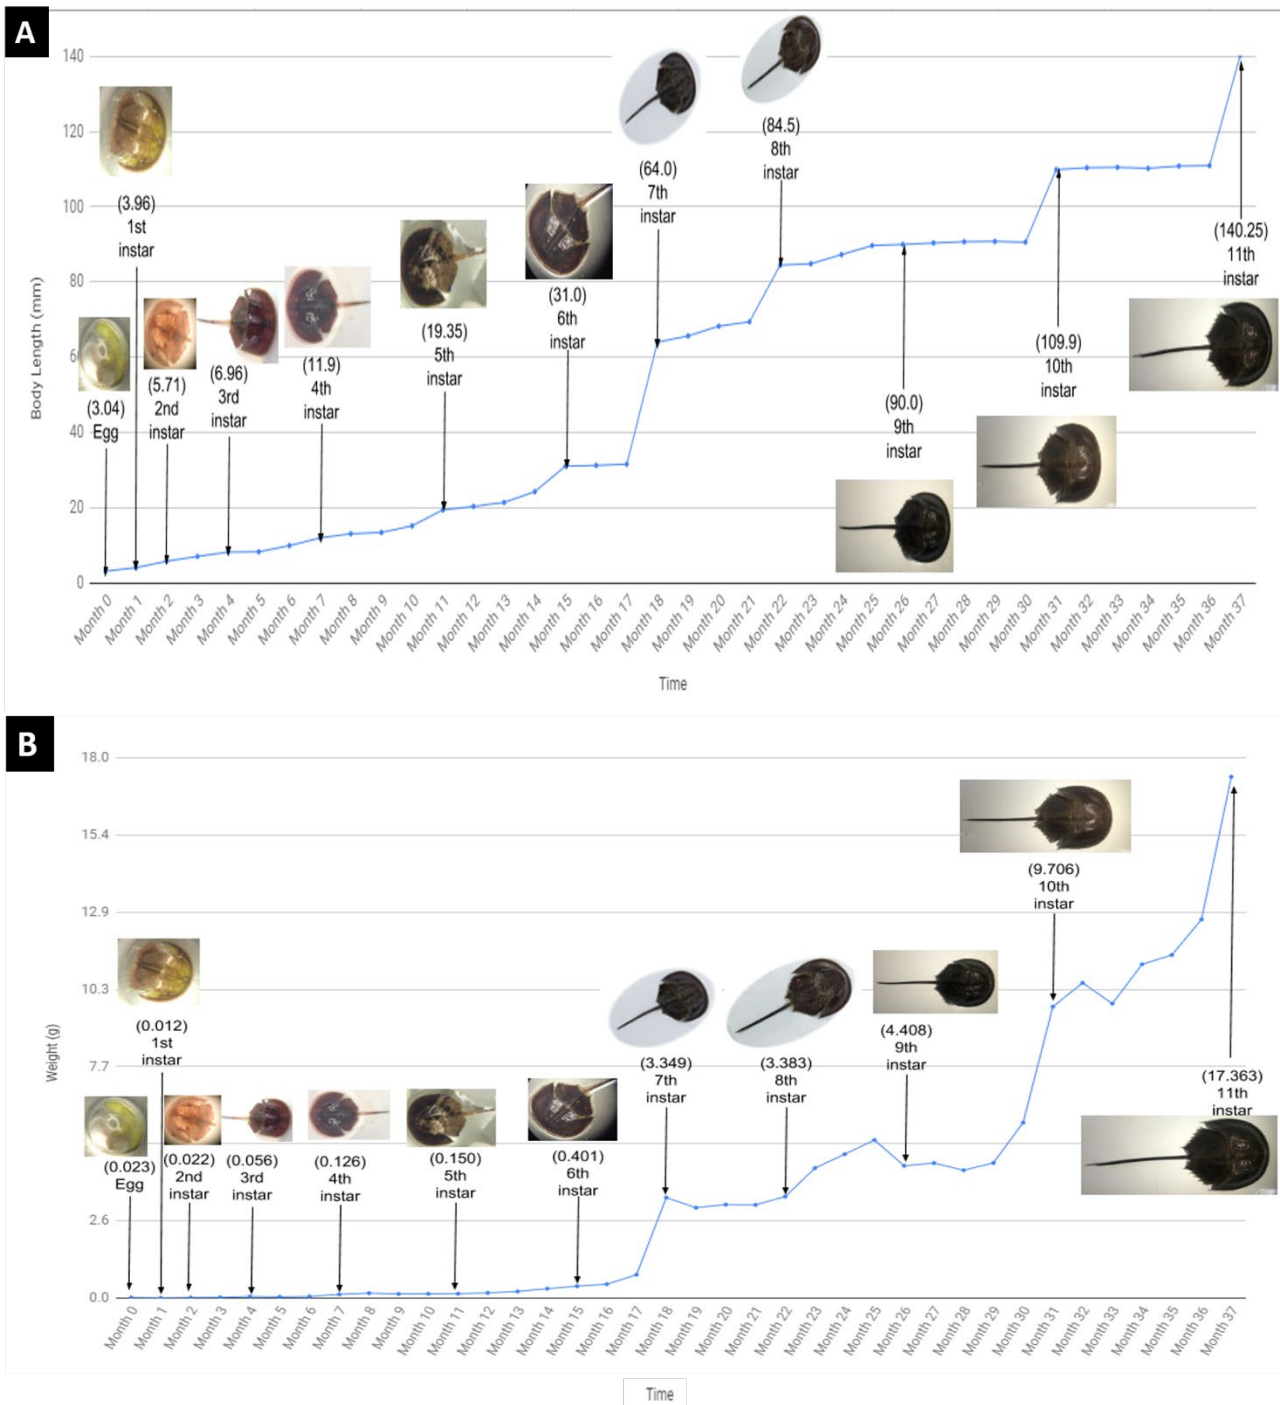 A
140
120
100
80
6
40
20
0
Body Length (mm)
(3.04)
Egg
(3.96)
1st
instar
(5.71)
2nd
instar
(6.96)
3rd
instar
(11.9)
4th
instar
(19.35)
5th
instar
(31.0)
6th
instar
(64.0)
7th
instar
(84.5)
8th
instar
(90.0)
9th
instar
(109.9)
10th
instar
(140.25)
11th
instar
Month 0
Month 1
Month 2
Month 3
Month 4
Month 5
Month 6
Month 7
Month 8
Month 9
Month 10
Month 11
Month 12
Month 13
Month 14
Month 15
Month 16
Month 17
Month 18
Month 19
Month 20
Month 21
Month 22
Month 23
Month 24
Month 25
Month 26
Month 27
Month 28
Month 29
Month 30
Month 31
Month 32
Month 33
Month 34
Month 35
Month 36
Month 37
Time
B
18.0
15.4
12.9
10.3
7.7
2.6
0.0
Weight (g)
(0.023)
Egg
(0.012)
1st
instar
(0.022)
2nd
instar
(0.056)
3rd
instar
(0.126)
4th
instar
(0.150)
5th
instar
(0.401)
6th
instar
(3.349)
7th
instar
(3.383)
8th
instar
(4.408)
9th
instar
(9.706)
10th
instar
(17.363)
11th
instar
Month 0
Month 1
Month 2
Month 3
Month 4
Month 5
Month 6
Month 7
Month 8
Month 9
Month 10
Month 11
Month 12
Month 13
Month 14
Month 15
Month 16
Month 17
Month 18
Month 19
Month 20
Month 21
Month 22
Month 23
Month 24
Month 25
Month 26
Month 27
Month 28
Month 29
Month 30
Month 31
Month 32
Month 33
Month 34
Month 35
Month 36
Month 37
Time